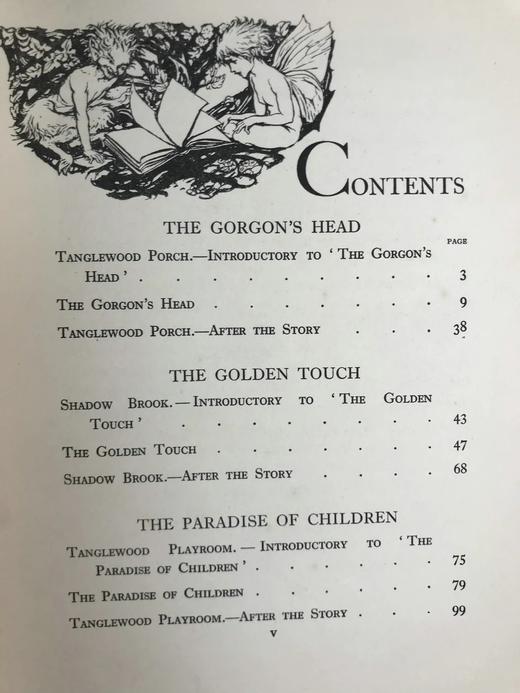 CONTENTS
THE GORGON'S HEAD
PAGE
TANGLEWOOD PORCH.—INTRODUCTORY TO 'THE GORGON'S
HEAD' . . . . . . . . . . 3
THE GORGON'S HEAD . . . . . . . 9
TANGLEWOOD PORCH.—AFTER THE STORY . . . 38
THE GOLDEN TOUCH
SHADOW BROOK.—INTRODUCTORY TO 'THE GOLDEN
TOUCH' . . . . . . . . 43
THE GOLDEN TOUCH . . . . . . . 47
SHADOW BROOK.—AFTER THE STORY . . . . 68
THE PARADISE OF CHILDREN
TANGLEWOOD PLAYROOM.—INTRODUCTORY TO 'THE
PARADISE OF CHILDREN' . . . . . . 75
THE PARADISE OF CHILDREN . . . . . . 79
TANGLEWOOD PLAYROOM.—AFTER THE STORY . . . 99
v